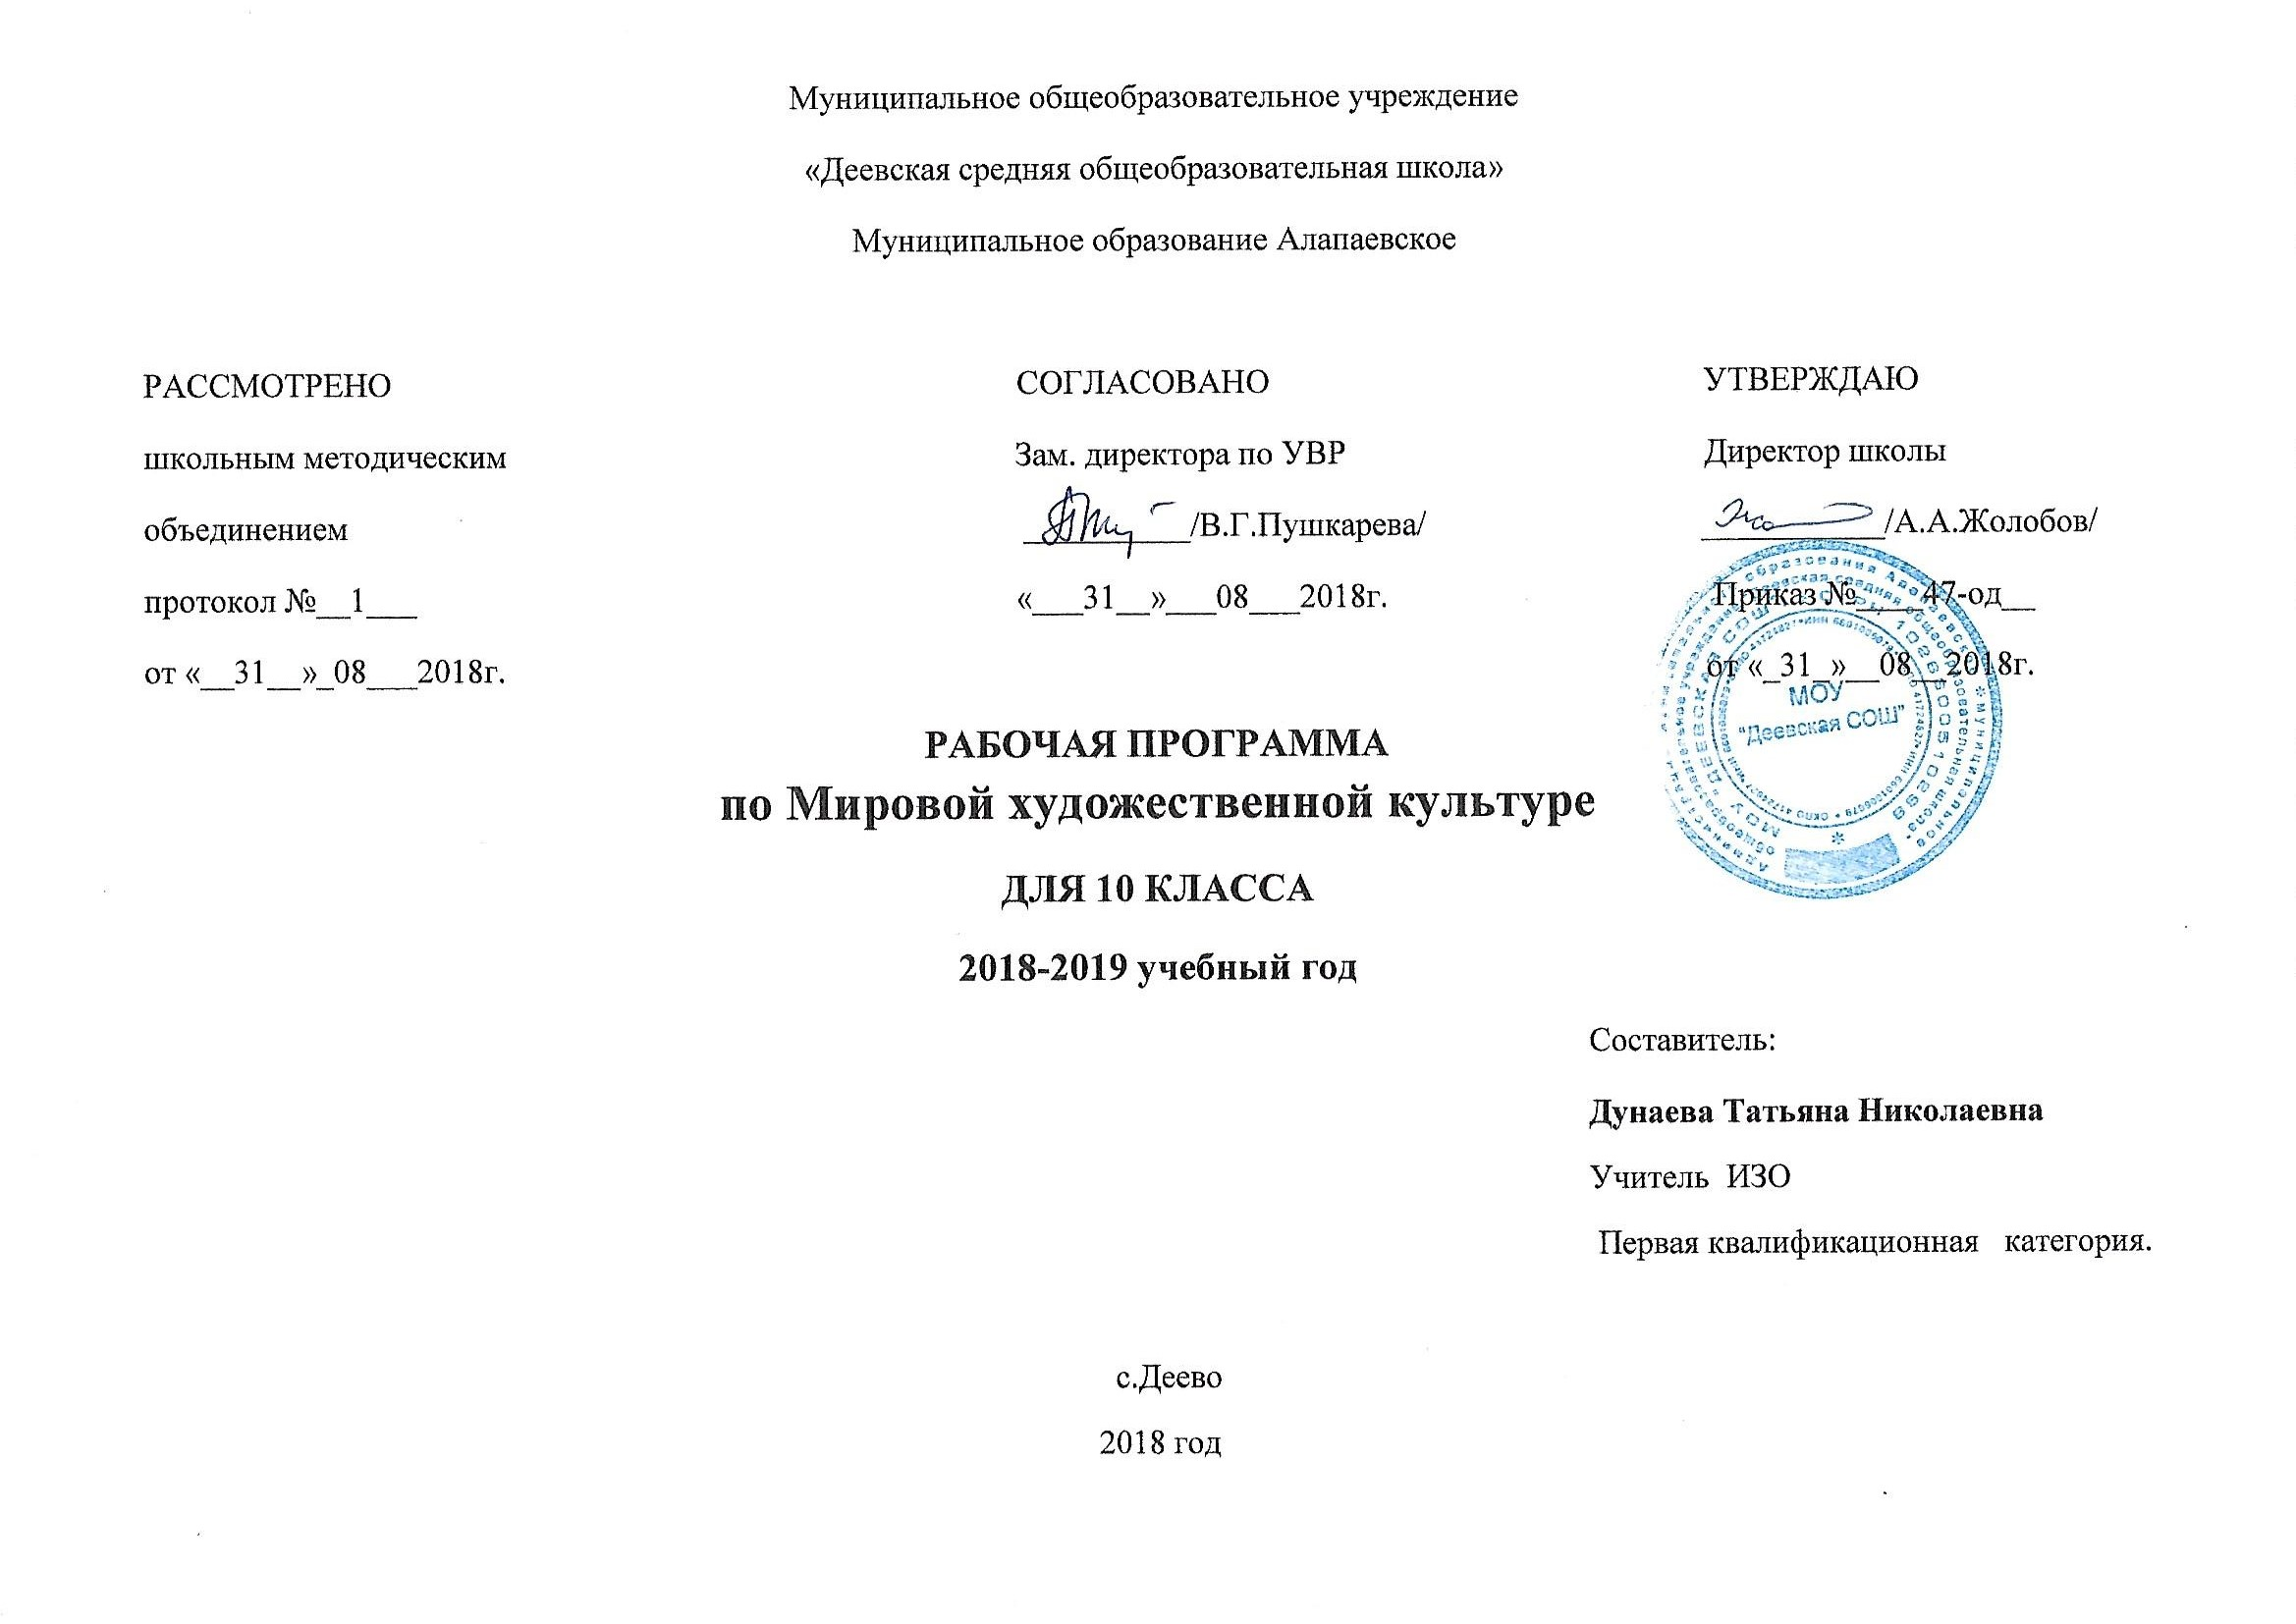 Муниципальное общеобразовательное учреждение
«Деевская средняя общеобразовательная школа»
Муниципальное образование Алапаевское
РАССМОТРЕНО
школьным методическим
объединением
протокол №__1___
от «__31__»_08___2018г.
СОГЛАСОВАНО
Зам. директора по УВР
__________/В.Г.Пушкарева/
«___31__»___08___2018г.
УТВЕРЖДАЮ
Директор школы
___________/А.А.Жолобов/
Приказ №____47-од__
от «_31_»__08__2018г.
МОУ
"Деевская СОШ"
РАБОЧАЯ ПРОГРАММА
по Мировой художественной культуре
ДЛЯ 10 КЛАССА
2018-2019 учебный год
Составитель:
Дунаева Татьяна Николаевна
Учитель ИЗО
Первая квалификационная категория.
с.Деево
2018 год